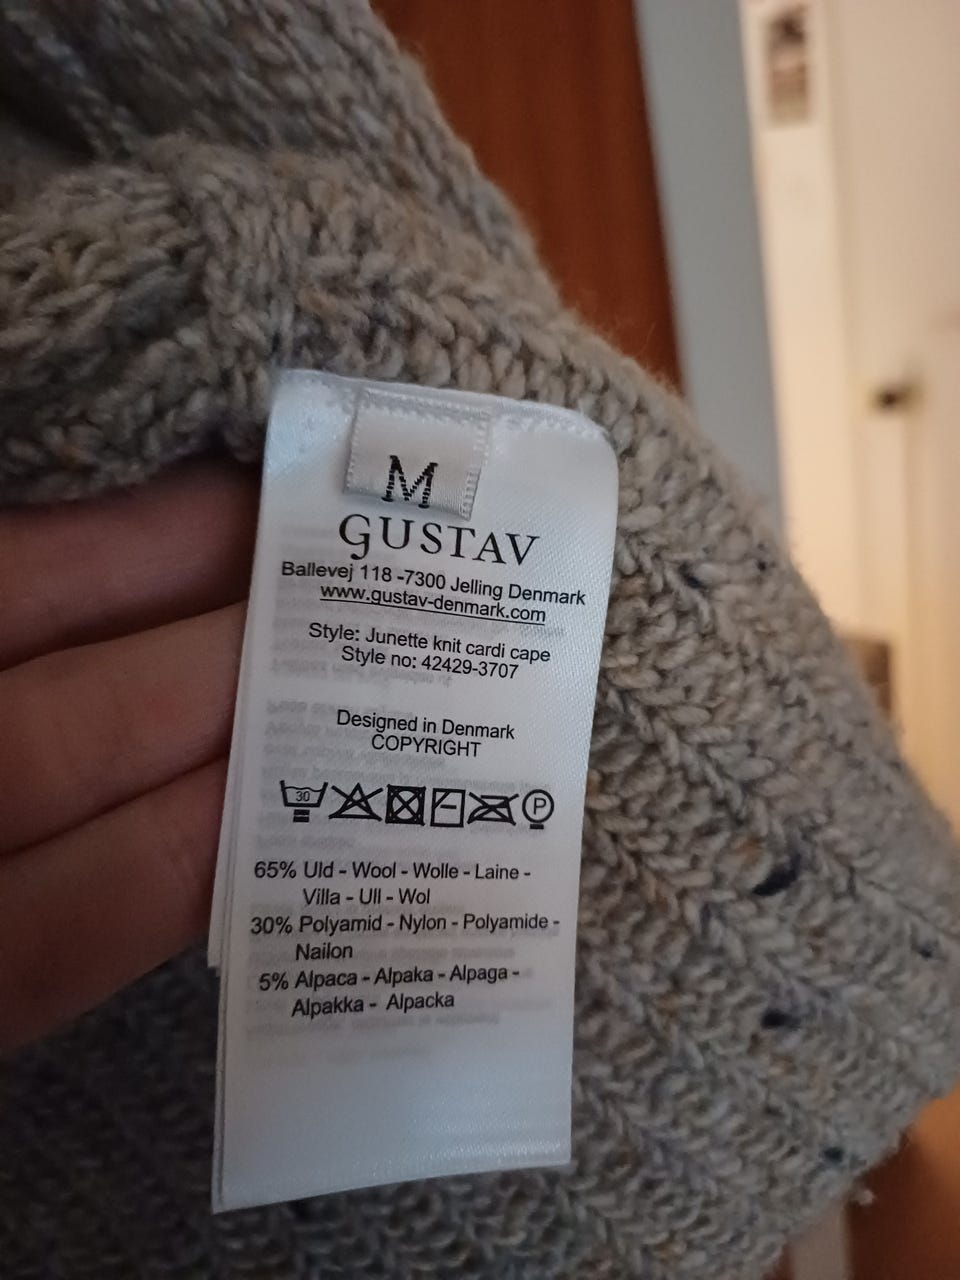 M
GUSTAV
Ballevej 118 -7300 Jelling Denmark
www.gustav-denmark.com
Style: Junette knit cardi cape
Style no: 42429-3707
Designed in Denmark
COPYRIGHT
30 P
65% Uld - Wool - Wolle - Laine -
Villa - Ull - Wol
30% Polyamid - Nylon - Polyamide -
Nailon
5% Alpaca - Alpaka - Alpaga -
Alpakka - Alpacka